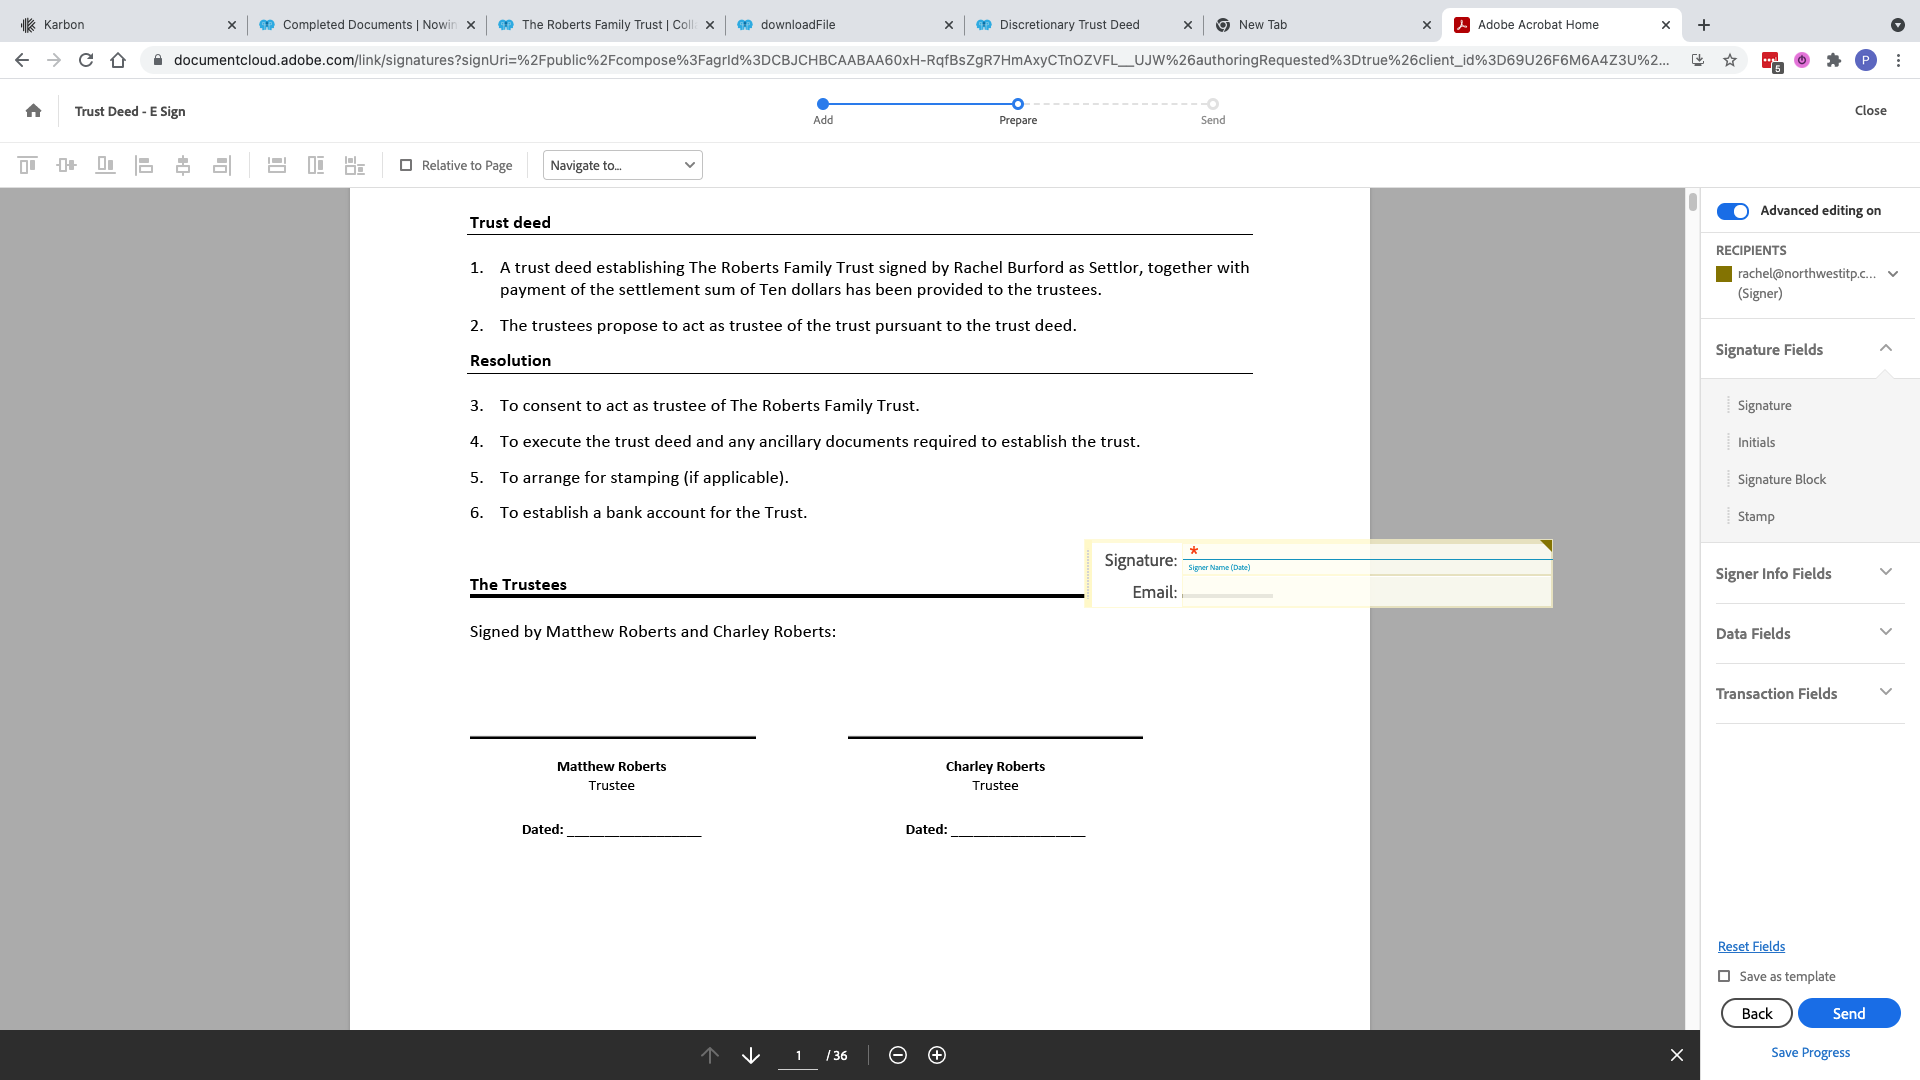 Karbon
Completed Documents | Nowin
The Roberts Family Trust | Coll
downloadFile
Discretionary Trust Deed
New Tab
Adobe Acrobat Home
documentcloud.adobe.com/link/signatures?signUri=%2Fpublic%2Fcompose%3FagrId%3DCBJCHBCAABAA60xH-RqfBsZgR7HmAxyCTnOZVFL__UJW%26authoringRequested%3Dtrue%26client_id%3D69U26F6M6A4Z3U%2...
5
P
Trust Deed - E Sign
Add
Prepare
Send
Close
Relative to Page
Navigate to...
Trust deed
1. A trust deed establishing The Roberts Family Trust signed by Rachel Burford as Settlor, together with
payment of the settlement sum of Ten dollars has been provided to the trustees.
2. The trustees propose to act as trustee of the trust pursuant to the trust deed.
Resolution
3. To consent to act as trustee of The Roberts Family Trust.
4. To execute the trust deed and any ancillary documents required to establish the trust.
5. To arrange for stamping (if applicable).
6. To establish a bank account for the Trust.
Signature: *
Signer Name (Date)
Email:
The Trustees
Signed by Matthew Roberts and Charley Roberts:
Matthew Roberts
Trustee
Charley Roberts
Trustee
Dated: __________________
Dated: __________________
Advanced editing on
RECIPIENTS
rachel@northwestitp.c...
(Signer)
Signature Fields
Signature
Initials
Signature Block
Stamp
Signer Info Fields
Data Fields
Transaction Fields
Reset Fields
Save as template
Back
Send
Save Progress
1 / 36